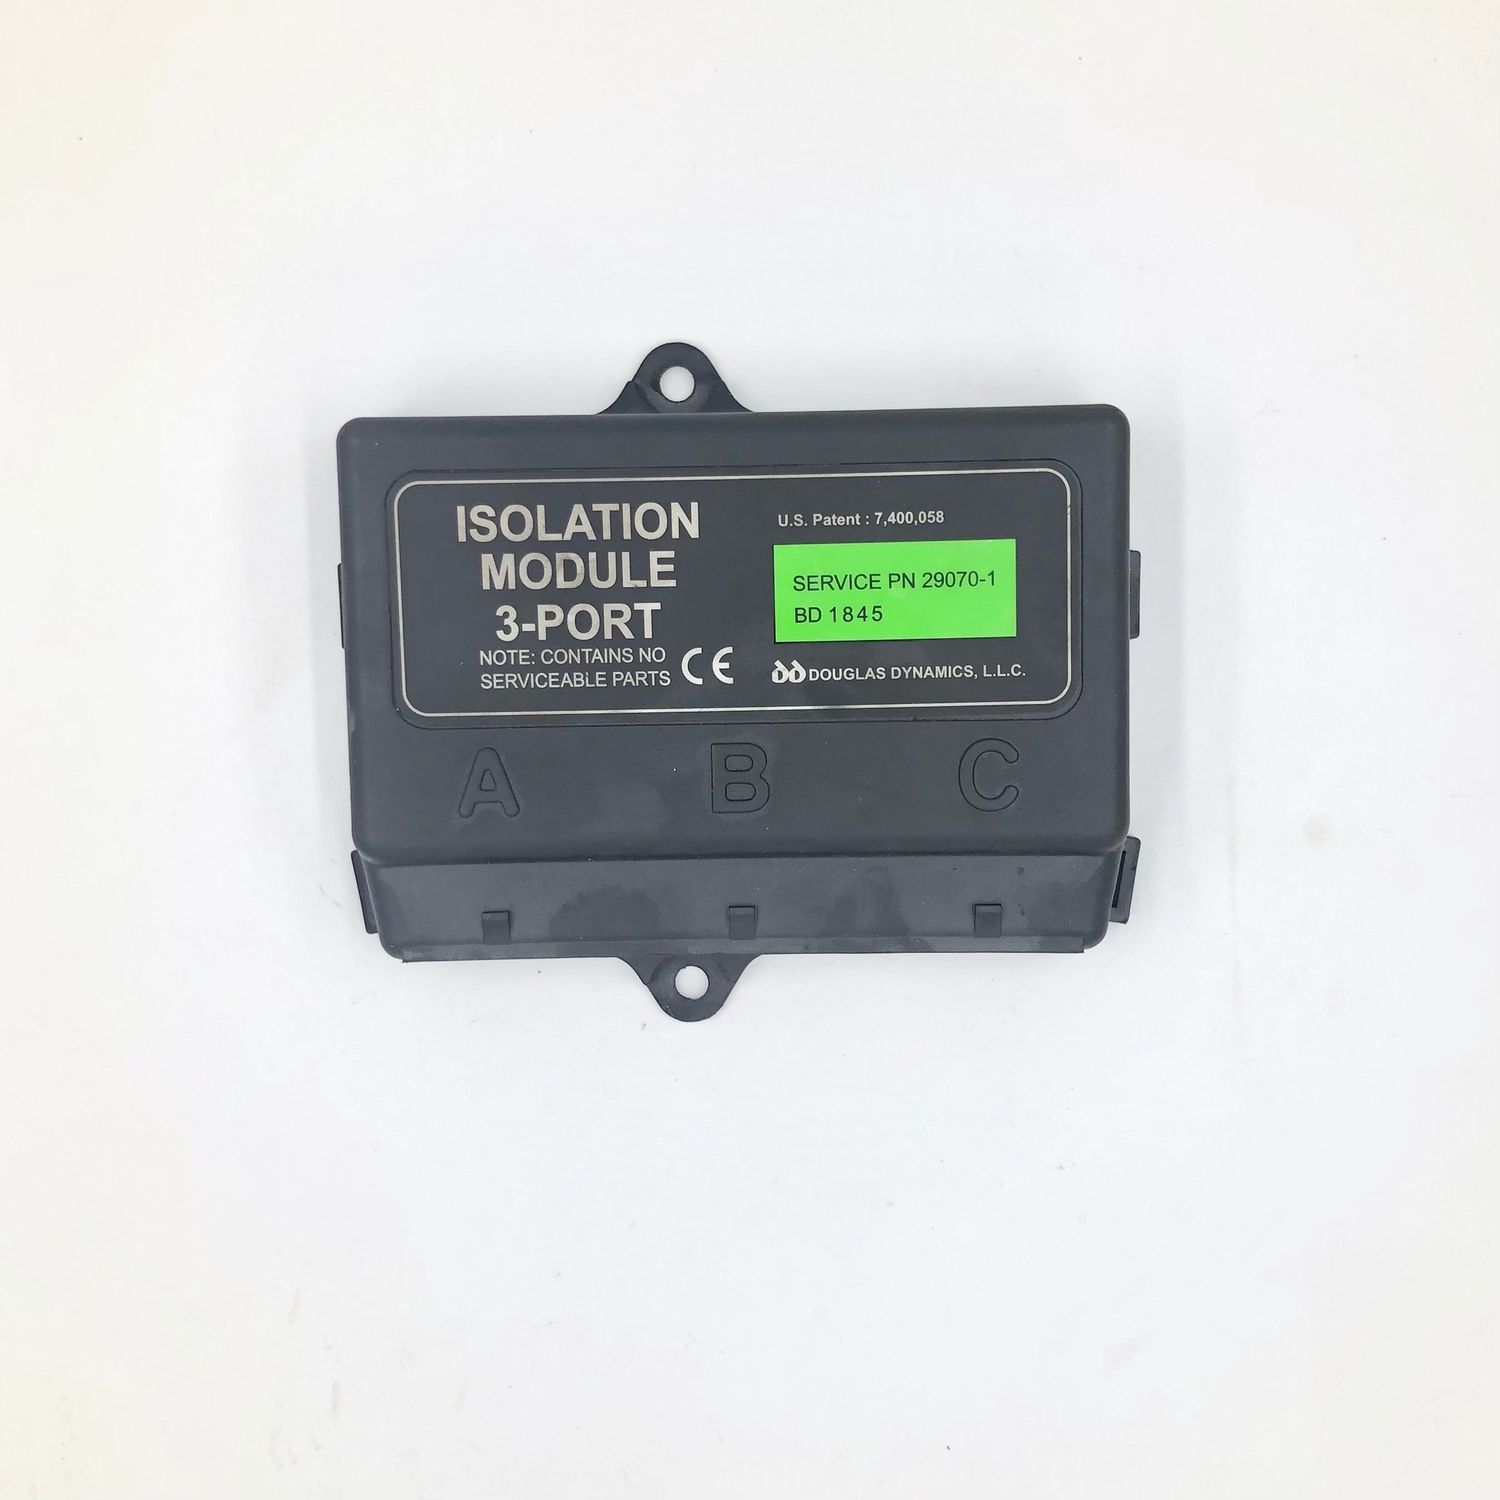 ISOLATION
MODULE
3-PORT
NOTE: CONTAINS NO
SERVICEABLE PARTS
CE
U.S. Patent : 7,400,058
SERVICE PN 29070-1
BD 1845
DOUGLAS DYNAMICS, L.L.C.
A B C